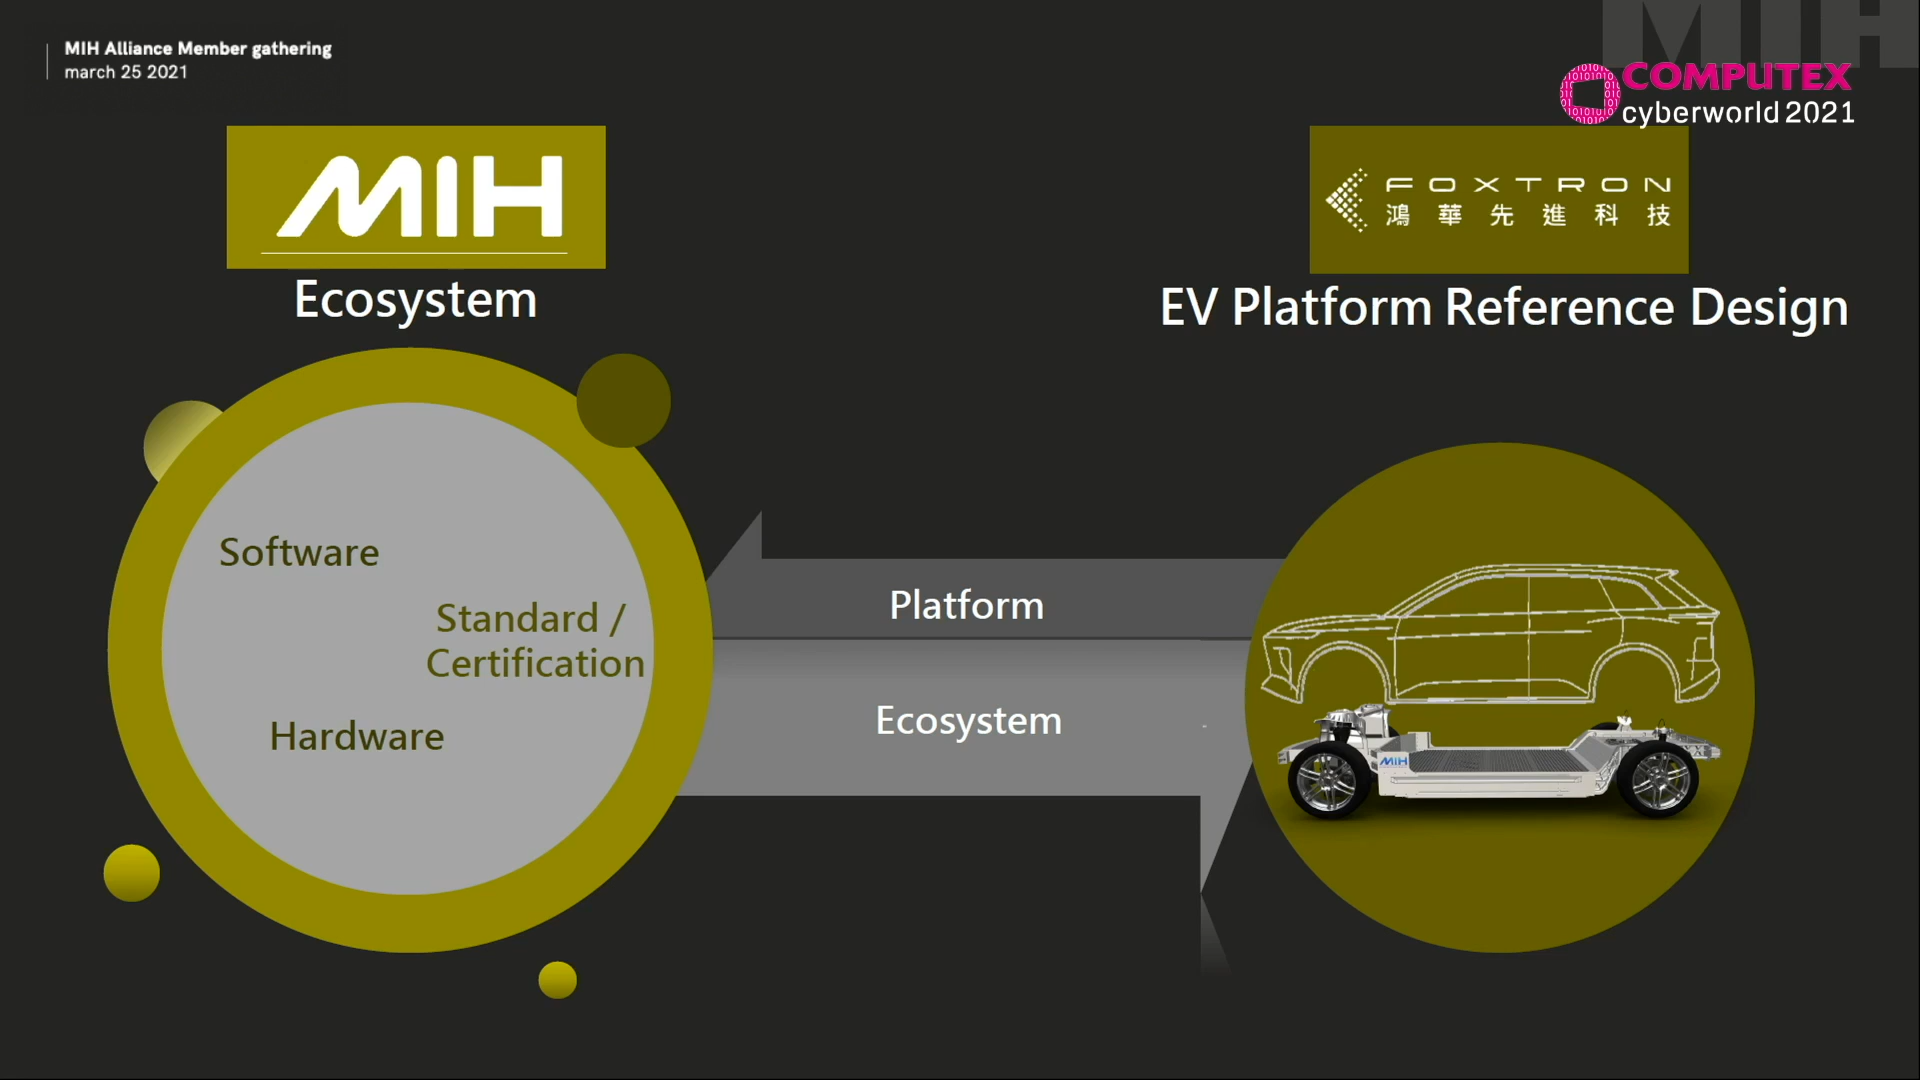 MIH Alliance Member gathering
march 25 2021
MIH
COMPUTEX
cyberworld 2021
MIH
Ecosystem
FOXTRON
鴻華先進科技
EV Platform Reference Design
Software
Standard /
Certification
Hardware
Platform
Ecosystem
MIH